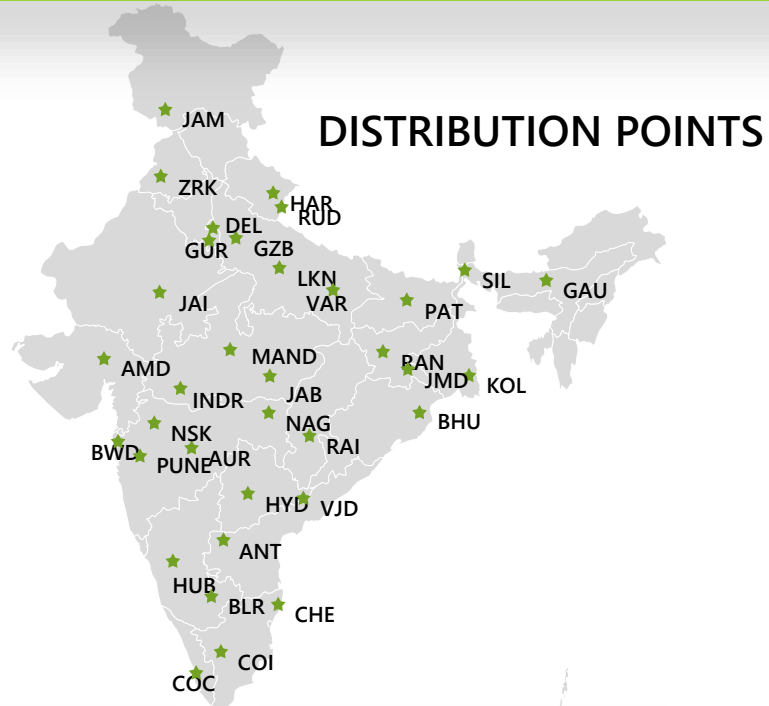 JAM
DISTRIBUTION POINTS
ZRK
HAR
RUD
DEL
GUR
GZB
LKN
SIL
GAU
JAI
VAR
PAT
MAND
RAN
AMD
JMD
KOL
INDR
JAB
NAG
BHU
NSK
RAI
BWD
PUNE
AUR
HYD
VJD
ANT
HUB
BLR
CHE
COI
COC